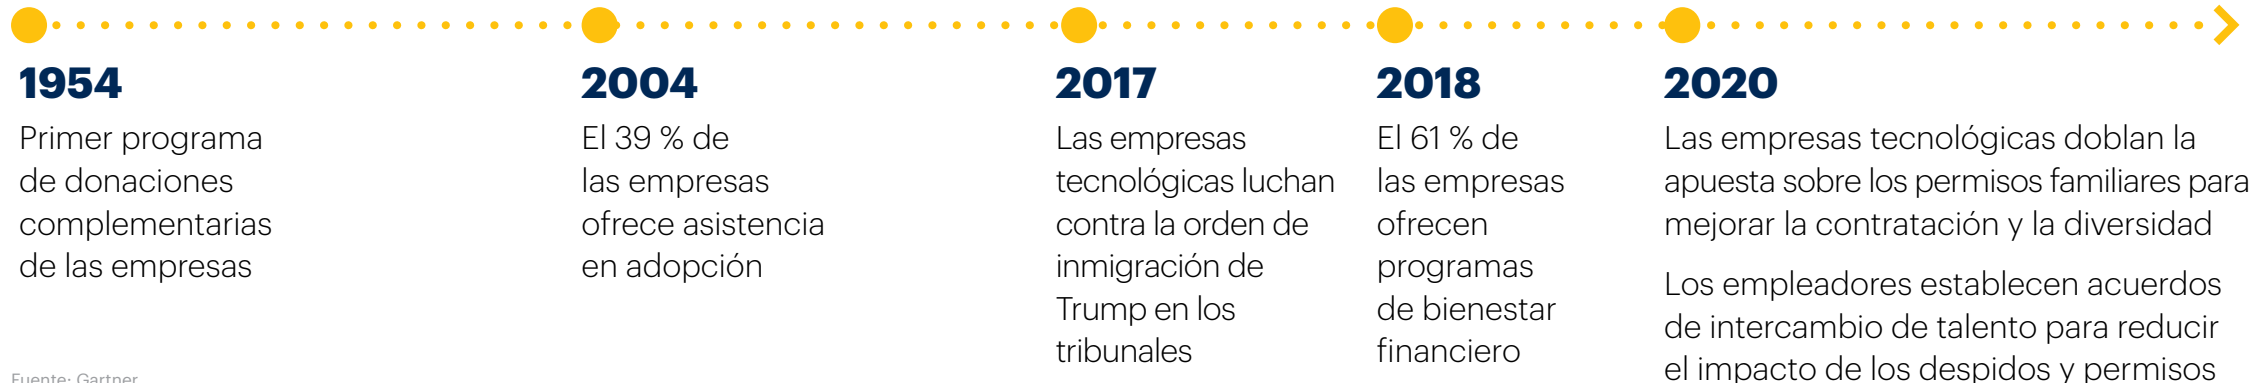 1954
Primer programa
de donaciones
complementarias
de las empresas
2004
El 39 % de
las empresas
ofrece asistencia
en adopción
2017
Las empresas
tecnológicas luchan
contra la orden de
inmigración de
Trump en los
tribunales
2018
El 61 % de
las empresas
ofrecen
programas
de bienestar
financiero
2020
Las empresas tecnológicas doblan la
apuesta sobre los permisos familiares para
mejorar la contratación y la diversidad
Los empleadores establecen acuerdos
de intercambio de talento para reducir
el impacto de los despidos y permisos
Fuente: Gartner